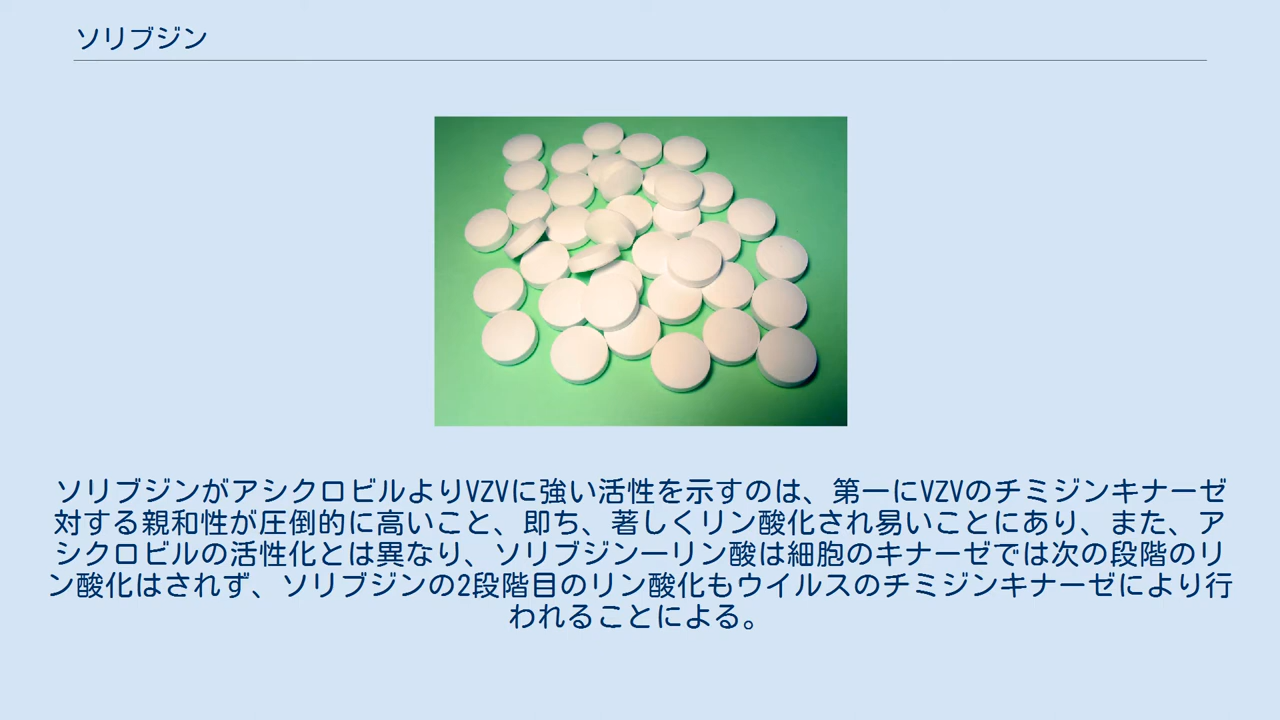 ソリブジン
ソリブジンがアシクロビルよりVZVに強い活性を示すのは、第一にVZVのチミジンキナーゼ
対する親和性が圧倒的に高いこと、即ち、著しくリン酸化され易いことにあり、また、ア
シクロビルの活性化とは異なり、ソリブジン一リン酸は細胞のキナーゼでは次の段階のリ
ン酸化はされず、ソリブジンの2段階目のリン酸化もウイルスのチミジンキナーゼにより行
われることによる。